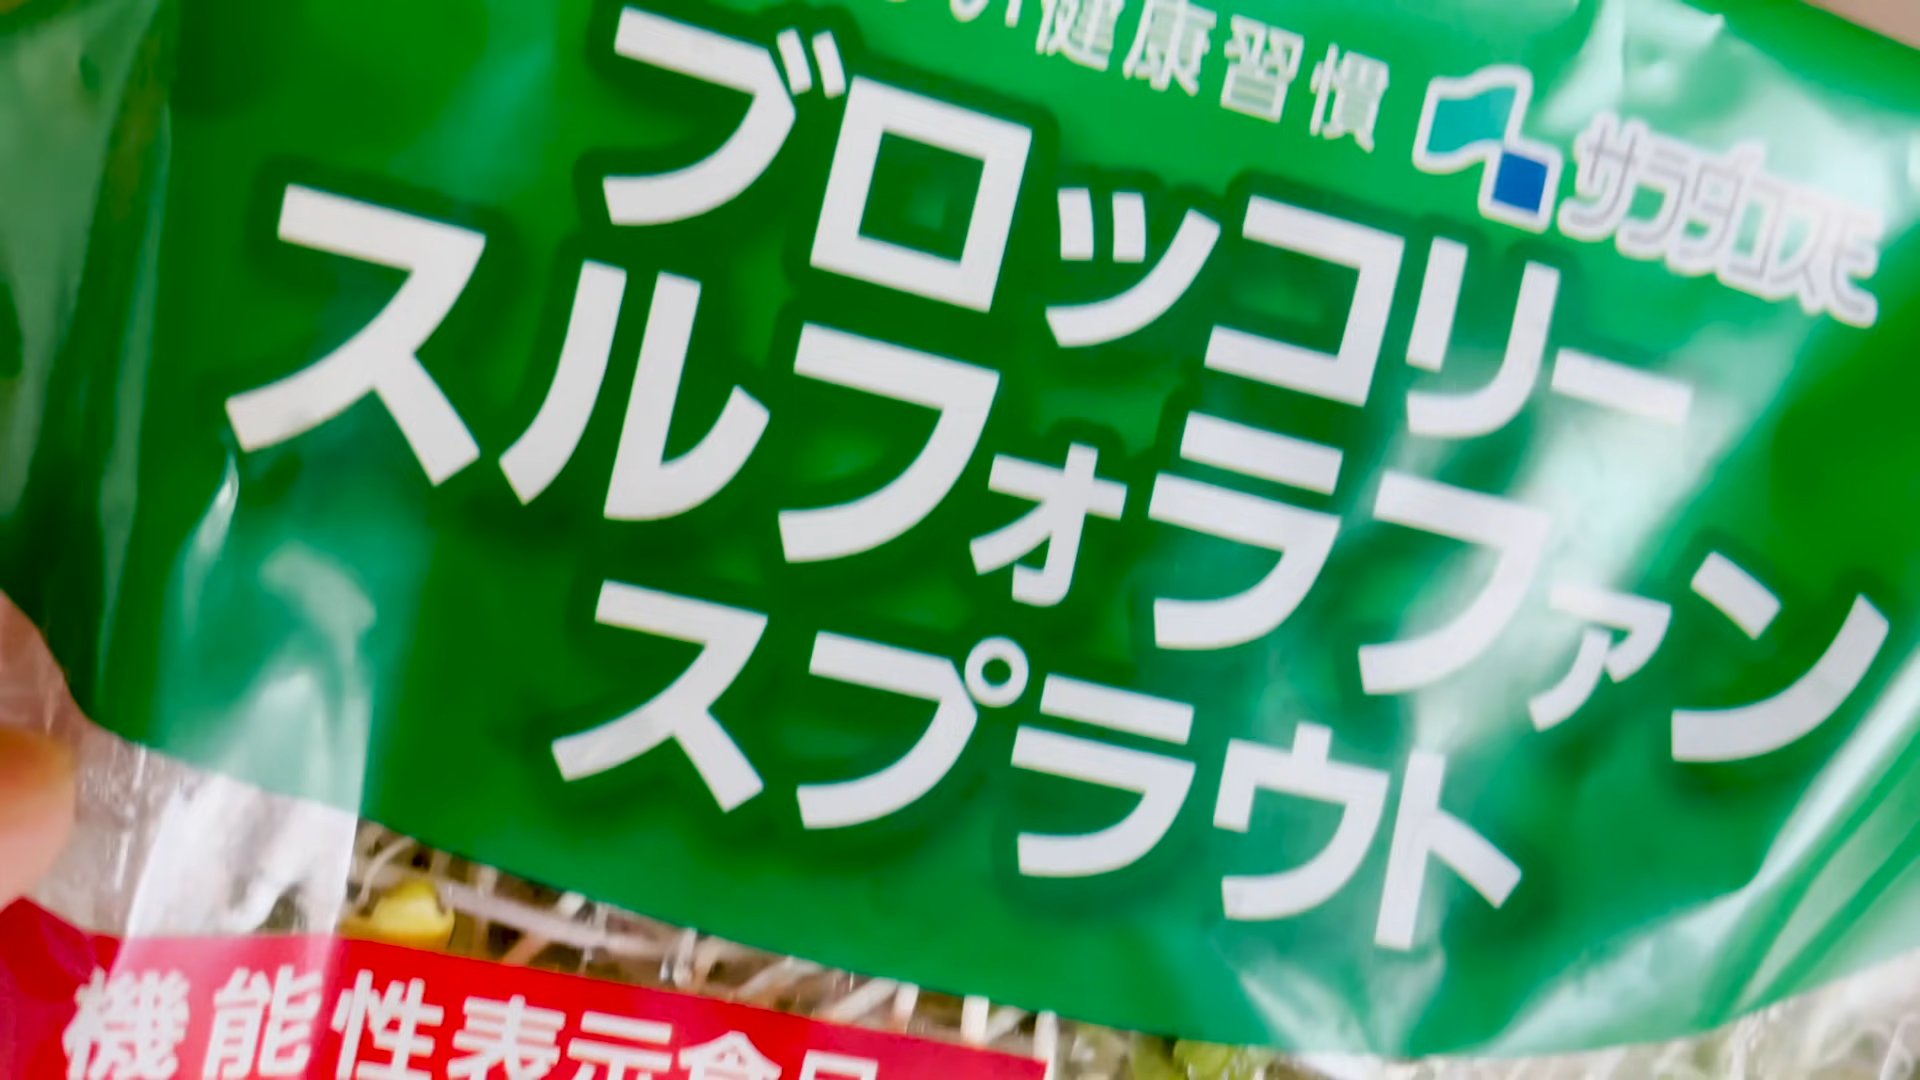 健康習慣
サラダコスモ
ブロッコリー
スルフォラファン
スプラウト
機能性表示食品